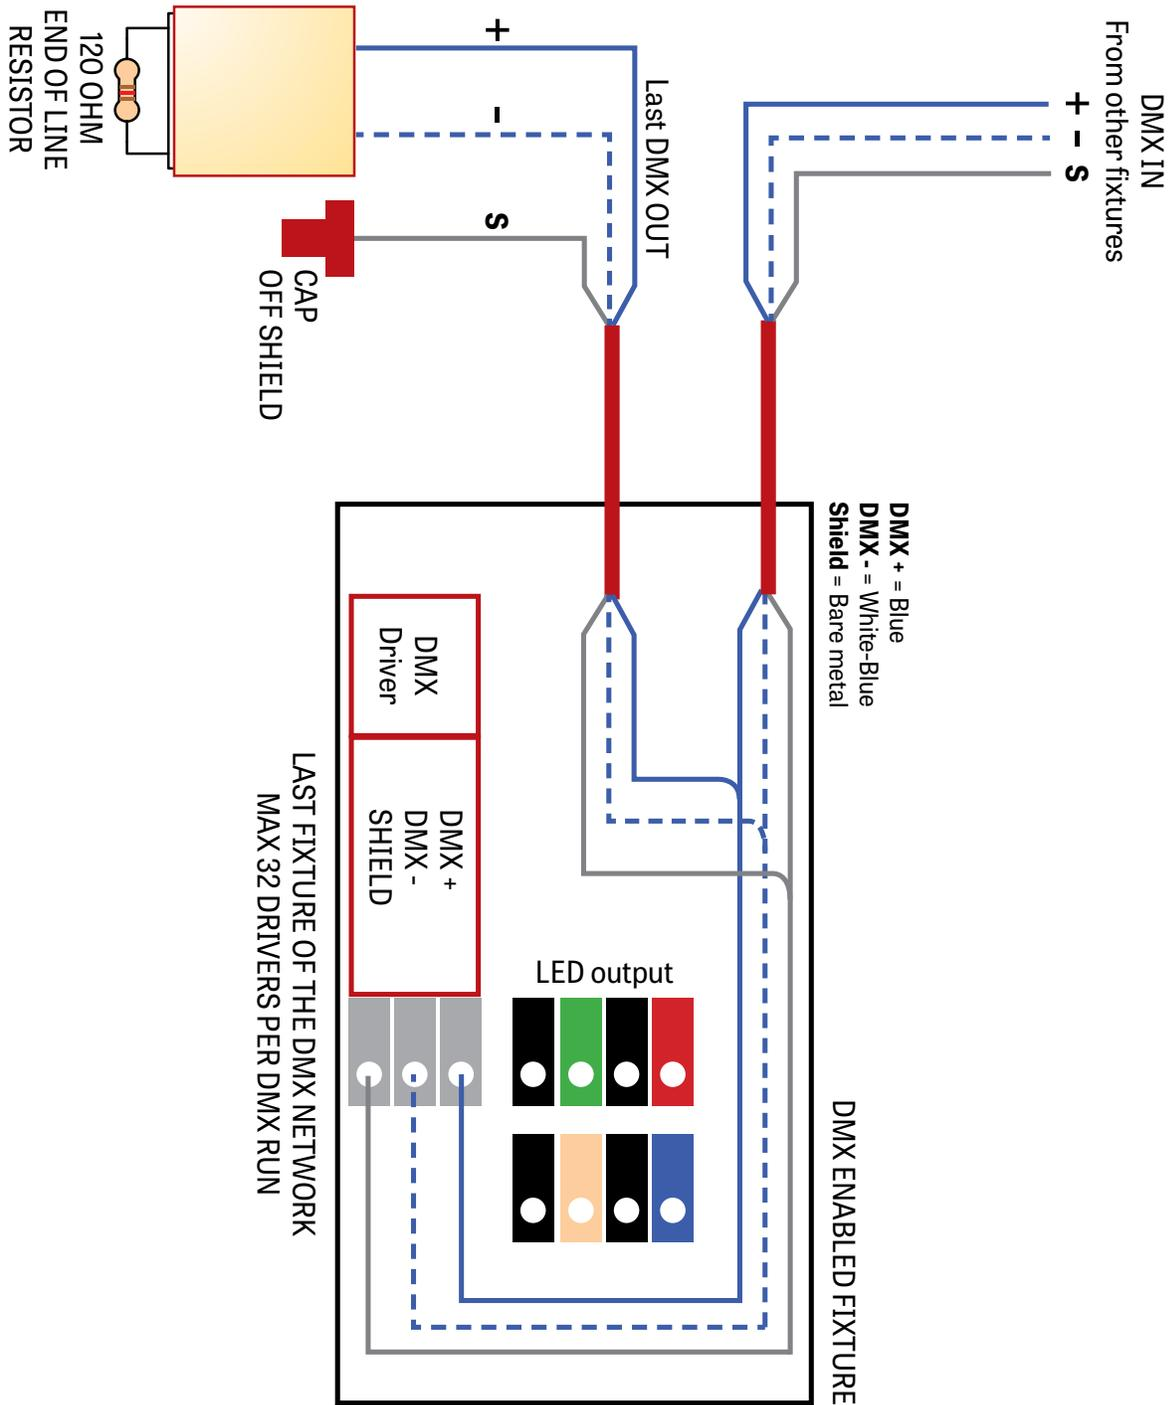 DMX IN
From other fixtures
+
-
S
DMX + = Blue
DMX - = White-Blue
Shield = Bare metal
DMX ENABLED FIXTURE
Last DMX OUT
+
-
S
120 OHM
END OF LINE
RESISTOR
CAP
OFF SHIELD
LED output
DMX
Driver
DMX +
DMX -
SHIELD
LAST FIXTURE OF THE DMX NETWORK
MAX 32 DRIVERS PER DMX RUN